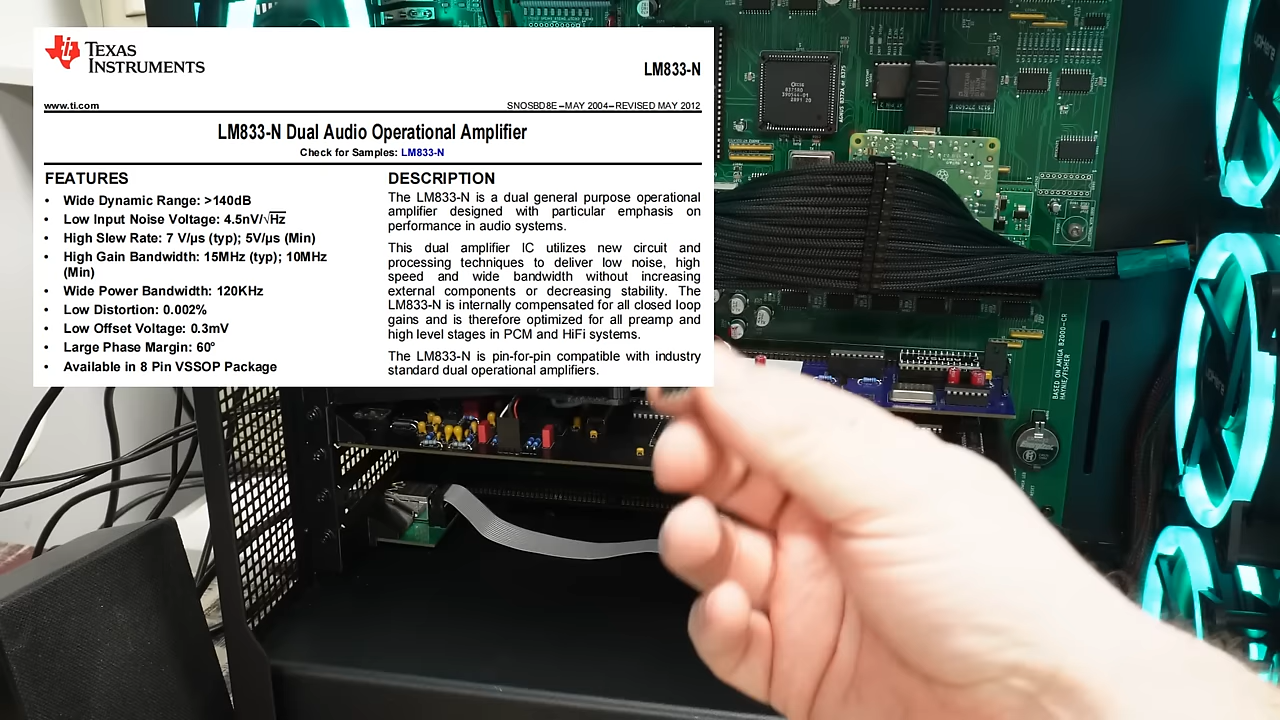 TEXAS
INSTRUMENTS
LM833-N
www.ti.com
SNOSBD8E –MAY 2004–REVISED MAY 2012
LM833-N Dual Audio Operational Amplifier
Check for Samples: LM833-N
FEATURES
• Wide Dynamic Range: >140dB
• Low Input Noise Voltage: 4.5nV/√Hz
• High Slew Rate: 7 V/μs (typ); 5V/μs (Min)
• High Gain Bandwidth: 15MHz (typ); 10MHz
(Min)
• Wide Power Bandwidth: 120KHz
• Low Distortion: 0.002%
• Low Offset Voltage: 0.3mV
• Large Phase Margin: 60°
• Available in 8 Pin VSSOP Package
DESCRIPTION
The LM833-N is a dual general purpose operational
amplifier designed with particular emphasis on
performance in audio systems.
This dual amplifier IC utilizes new circuit and
processing techniques to deliver low noise, high
speed and wide bandwidth without increasing
external components or decreasing stability. The
LM833-N is internally compensated for all closed loop
gains and is therefore optimized for all preamp and
high level stages in PCM and HiFi systems.
The LM833-N is pin-for-pin compatible with industry
standard dual operational amplifiers.
BASED ON AMIGA B2000-CR
HAYNIE/FISHER